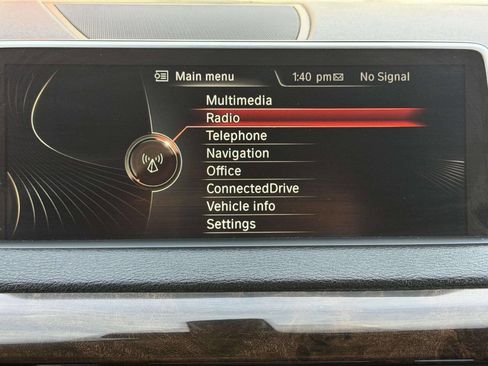 Main menu 1:40 pm No Signal
Multimedia
Radio
Telephone
Navigation
Office
ConnectedDrive
Vehicle info
Settings